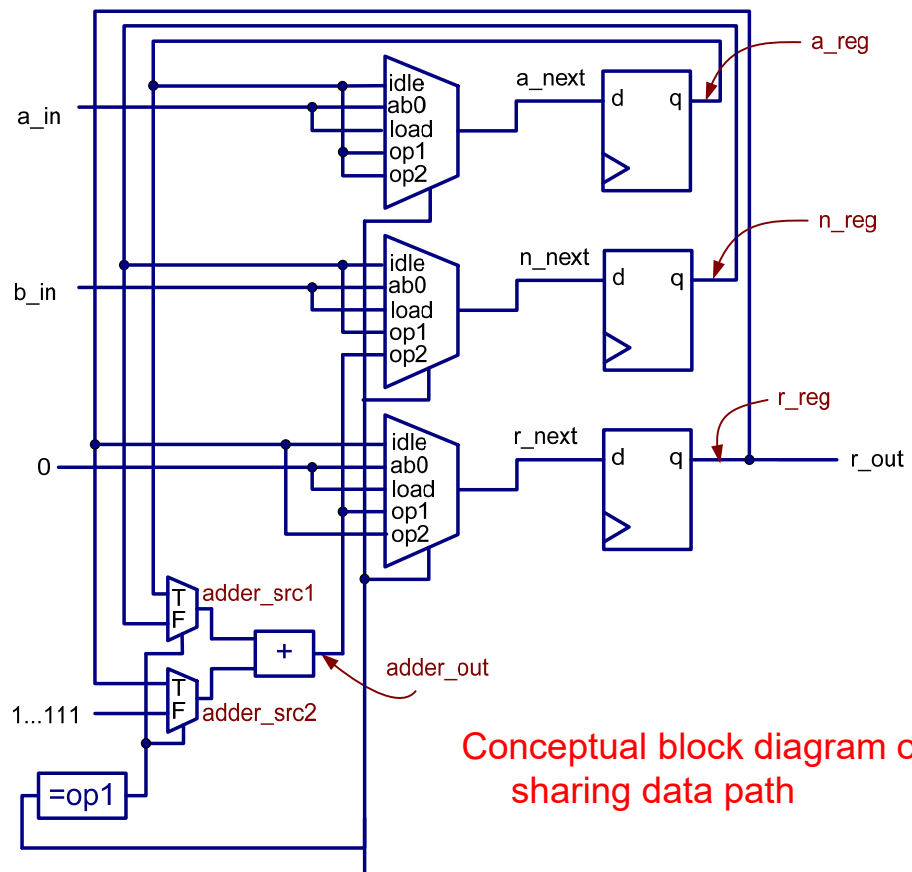 a_reg
idle
ab0
load
op1
op2
a_in
a_next
d q
n_reg
idle
ab0
load
op1
op2
b_in
n_next
d q
r_reg
idle
ab0
load
op1
op2
0
r_next
d q
r_out
T
F
adder_src1
+
adder_out
T
F
adder_src2
1...111
=op1
Conceptual block diagram o
sharing data path